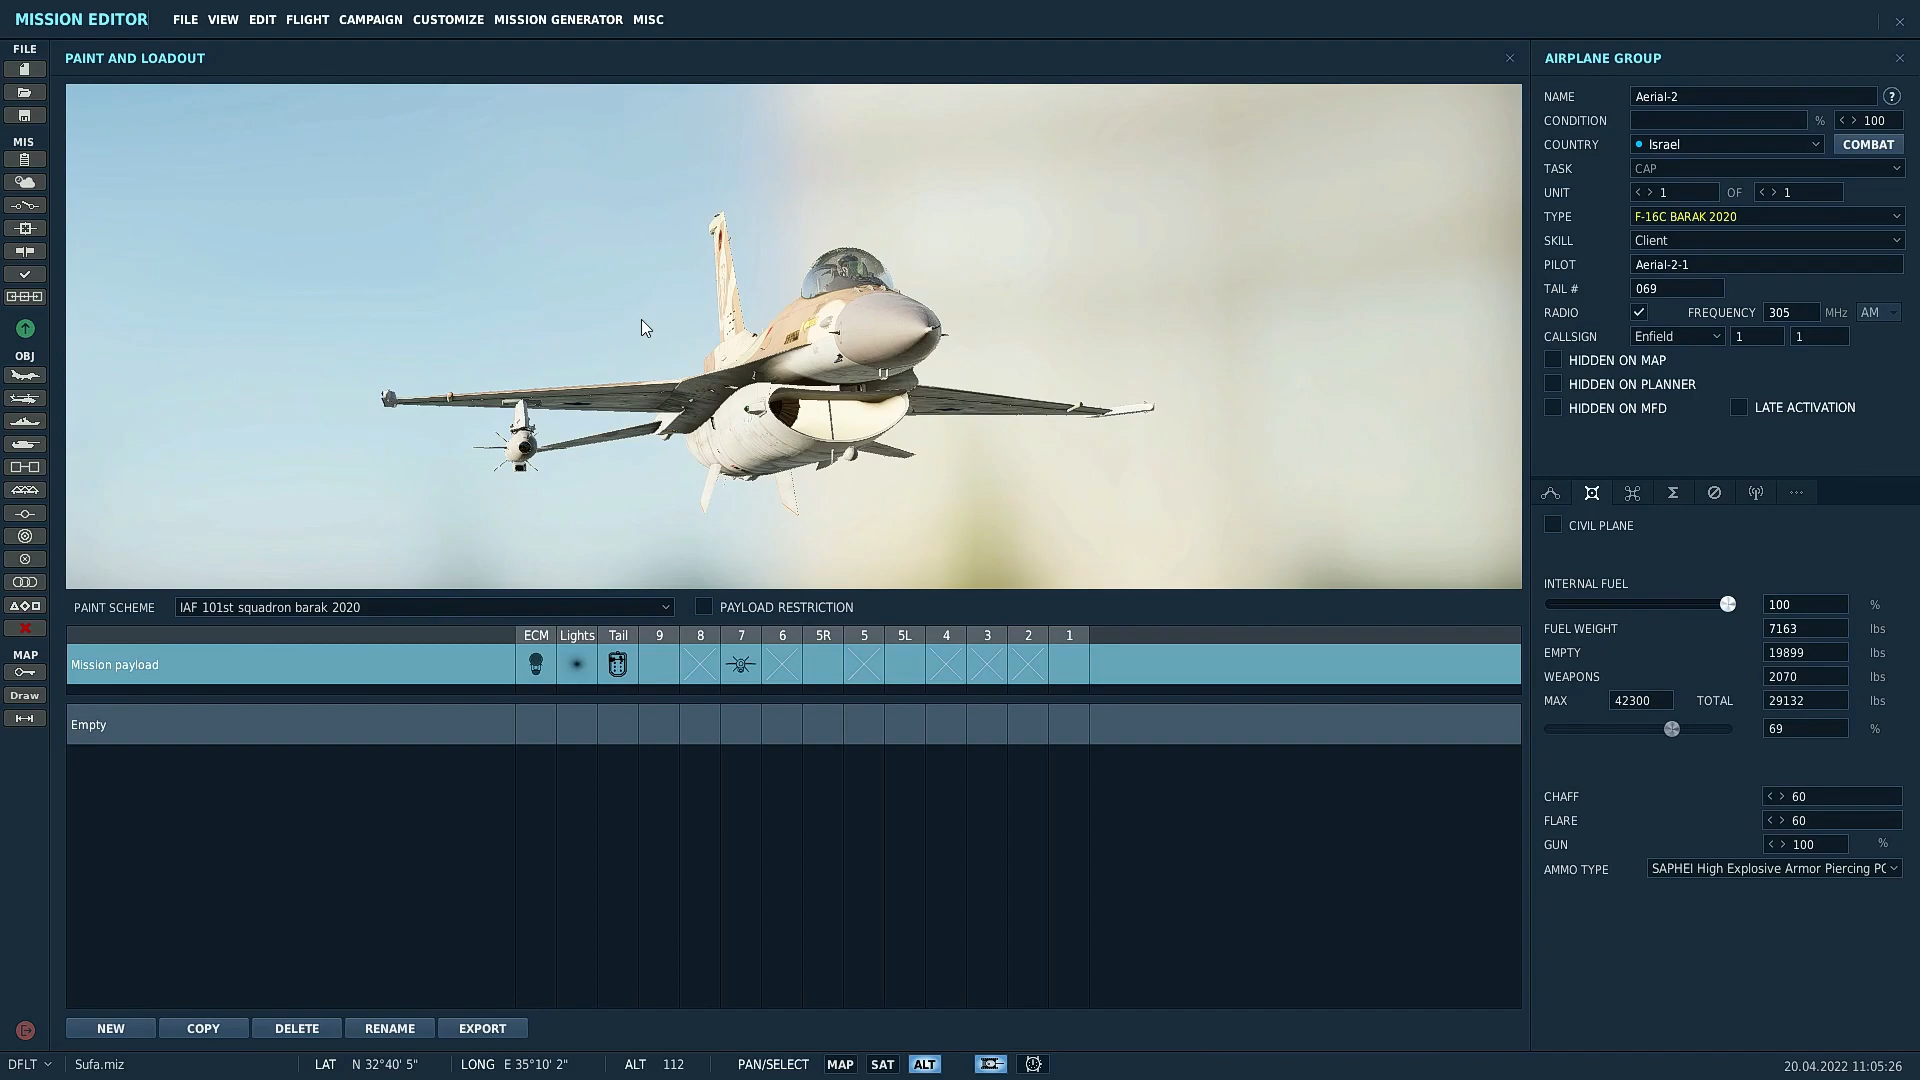 MISSION EDITOR FILE VIEW EDIT FLIGHT CAMPAIGN CUSTOMIZE MISSION GENERATOR MISC
FILE
MIS
OBJ
MAP
Draw
PAINT AND LOADOUT
PAINT SCHEME IAF 101st squadron barak 2020 PAYLOAD RESTRICTION
ECM Lights Tail 9 8 7 6 5R 5 5L 4 3 2 1
Mission payload
Empty
NEW COPY DELETE RENAME EXPORT
AIRPLANE GROUP
NAME Aerial-2 ?
CONDITION % < > 100
COUNTRY Israel COMBAT
TASK CAP
UNIT < > 1 OF < > 1
TYPE F-16C BARAK 2020
SKILL Client
PILOT Aerial-2-1
TAIL # 069
RADIO FREQUENCY 305 MHz AM
CALLSIGN Enfield 1 1
HIDDEN ON MAP
HIDDEN ON PLANNER
HIDDEN ON MFD LATE ACTIVATION
CIVIL PLANE
INTERNAL FUEL
100 %
FUEL WEIGHT 7163 lbs
EMPTY 19899 lbs
WEAPONS 2070 lbs
MAX 42300 TOTAL 29132 lbs
69 %
CHAFF < > 60
FLARE < > 60
GUN < > 100 %
AMMO TYPE SAPHEI High Explosive Armor Piercing PG
DFLT Sufa.miz LAT N 32°40' 5" LONG E 35°10' 2" ALT 112 PAN/SELECT MAP SAT ALT 20.04.2022 11:05:26